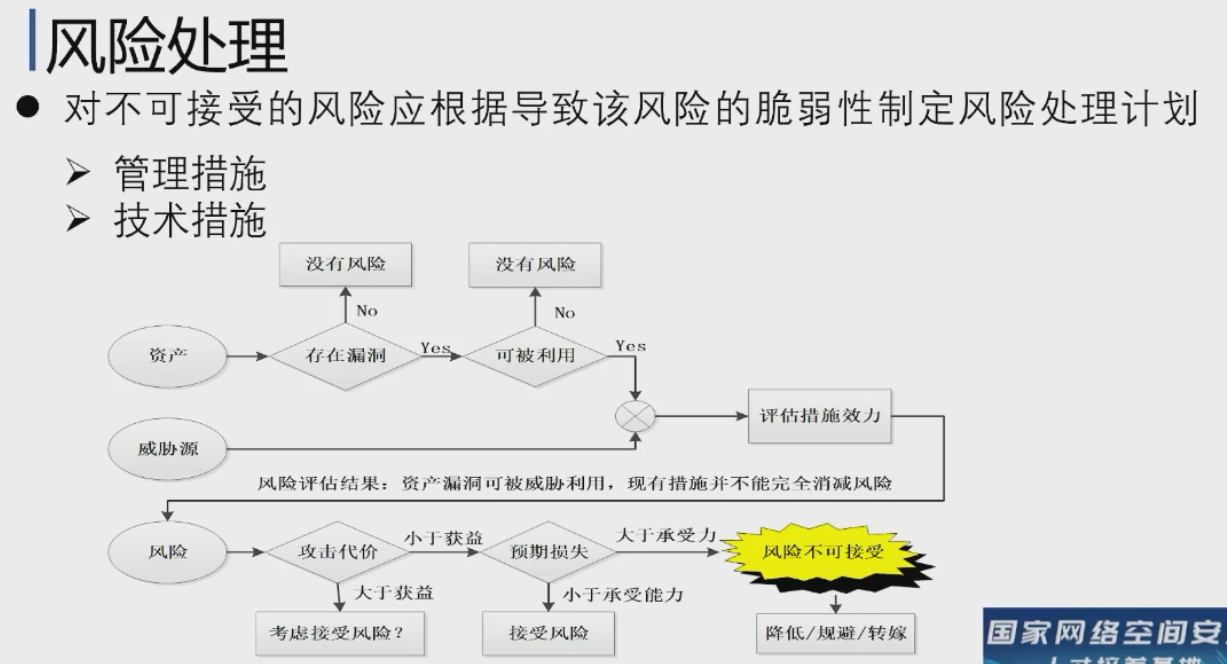 风险处理
对不可接受的风险应根据导致该风险的脆弱性制定风险处理计划
管理措施
技术措施
没有风险
没有风险
No
No
资产
存在漏洞
Yes
可被利用
Yes
评估措施效力
威胁源
风险评估结果：资产漏洞可被威胁利用，现有措施并不能完全消减风险
风险
攻击代价
小于获益
预期损失
大于承受力
风险不可接受
大于获益
小于承受能力
考虑接受风险？
接受风险
降低/规避/转嫁
国家网络空间安